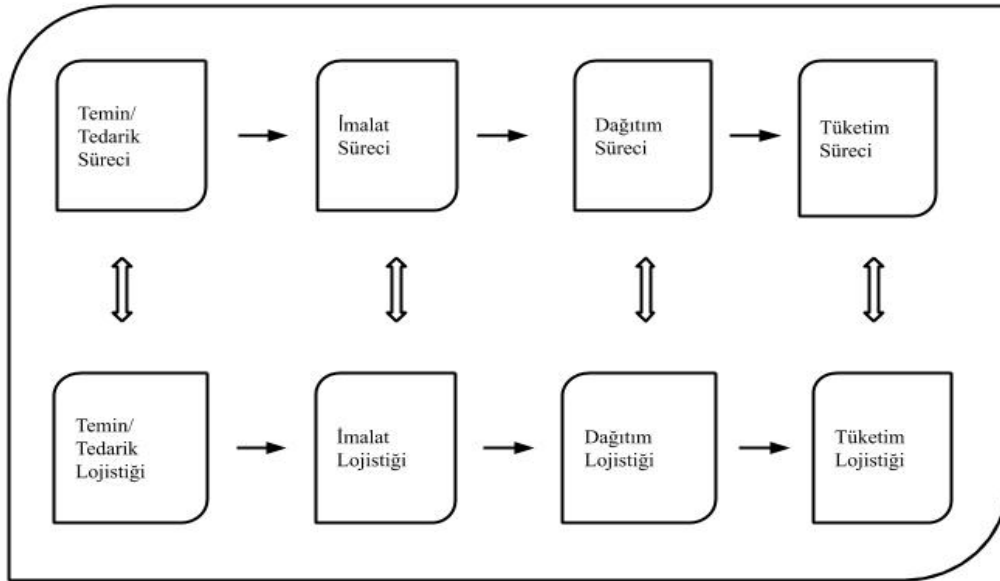 Temin/
Tedarik
Süreci
İmalat
Süreci
Dağıtım
Süreci
Tüketim
Süreci
Temin/
Tedarik
Lojistiği
İmalat
Lojistiği
Dağıtım
Lojistiği
Tüketim
Lojistiği